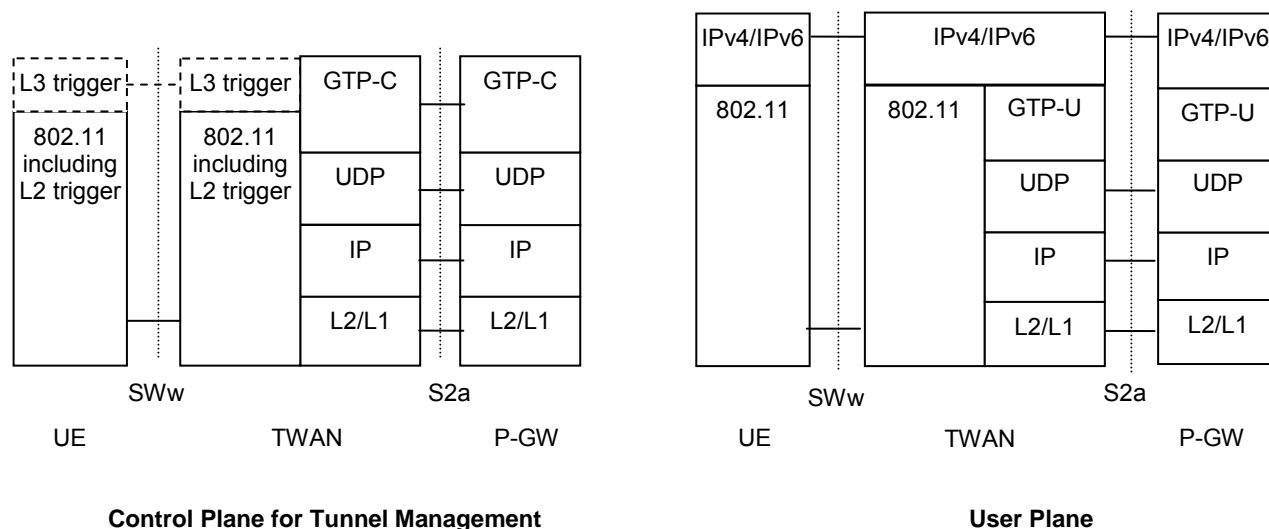 L3 trigger
802.11
including
L2 trigger
L3 trigger
802.11
including
L2 trigger
GTP-C
UDP
IP
L2/L1
GTP-C
UDP
IP
L2/L1
SWw
S2a
UE
TWAN
P-GW
Control Plane for Tunnel Management
IPv4/IPv6
802.11
IPv4/IPv6
802.11
GTP-U
UDP
IP
L2/L1
IPv4/IPv6
GTP-U
UDP
IP
L2/L1
SWw
S2a
UE
TWAN
P-GW
User Plane